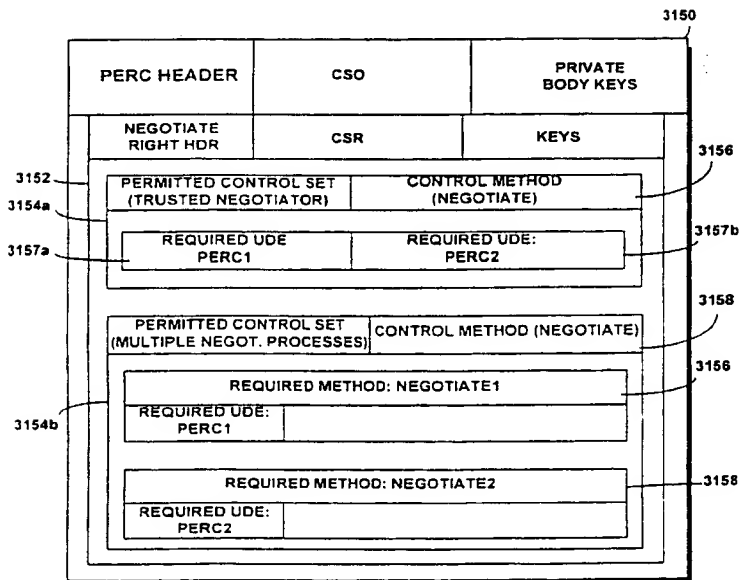 3150
PERC HEADER
CSO
PRIVATE
BODY KEYS
NEGOTIATE
RIGHT HDR
CSR
KEYS
3152
3156
PERMITTED CONTROL SET
(TRUSTED NEGOTIATOR)
CONTROL METHOD
(NEGOTIATE)
3154a
3157a
REQUIRED UDE
PERC1
REQUIRED UDE:
PERC2
3157b
PERMITTED CONTROL SET
(MULTIPLE NEGOT. PROCESSES)
CONTROL METHOD (NEGOTIATE)
3158
REQUIRED METHOD: NEGOTIATE1
3156
3154b
REQUIRED UDE:
PERC1
REQUIRED METHOD: NEGOTIATE2
3158
REQUIRED UDE:
PERC2